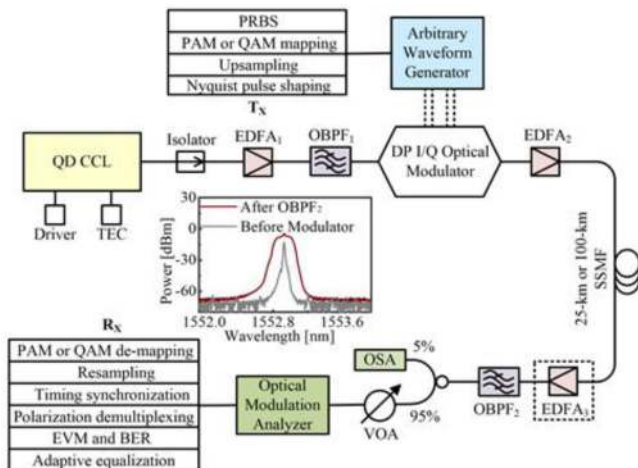 PRBS
PAM or QAM mapping
Upsampling
Nyquist pulse shaping
TX
Arbitrary
Waveform
Generator
QD CCL
Driver
TEC
Isolator
EDFA1
OBPF1
DP I/Q Optical
Modulator
EDFA2
25-km or 100-km
SSMF
Power [dBm]
30
0
-30
-60
After OBPF2
Before Modulator
1552.0 1552.8 1553.6
Wavelength [nm]
RX
PAM or QAM de-mapping
Resampling
Timing synchronization
Polarization demultiplexing
EVM and BER
Adaptive equalization
Optical
Modulation
Analyzer
VOA
OSA
5%
95%
OBPF2
EDFA3